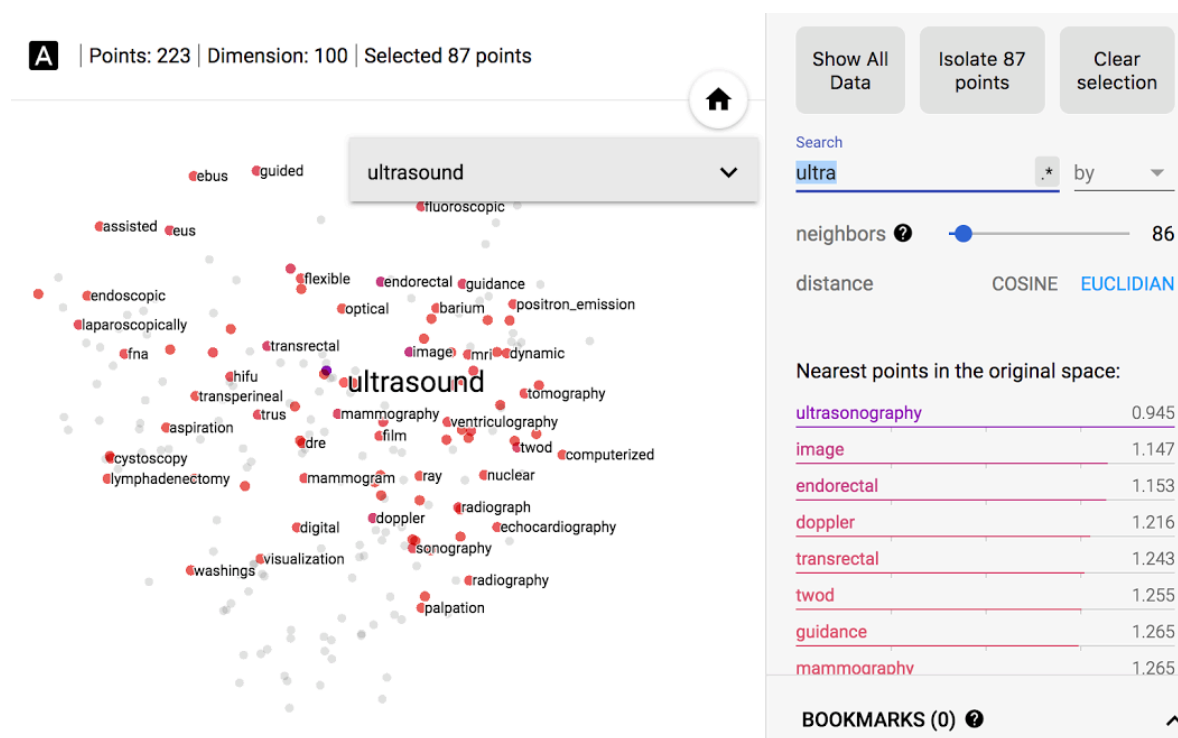 A | Points: 223 | Dimension: 100 | Selected 87 points
ultrasound
ebus
guided
fluoroscopic
assisted
eus
flexible
endorectal
guidance
endoscopic
optical
barium
positron_emission
laparoscopically
transrectal
fna
image
mri
dynamic
hifu
ultrasound
transperineal
tomography
trus
mammography
ventriculography
aspiration
film
dre
twod
computerized
cystoscopy
lymphadenectomy
mammogram
ray
nuclear
radiograph
doppler
digital
echocardiography
sonography
visualization
washings
radiography
palpation
Show All
Data
Isolate 87
points
Clear
selection
Search
ultra .* by
neighbors ? 86
distance COSINE EUCLIDIAN
Nearest points in the original space:
ultrasonography 0.945
image 1.147
endorectal 1.153
doppler 1.216
transrectal 1.243
twod 1.255
guidance 1.265
mammography 1.265
BOOKMARKS (0) ?